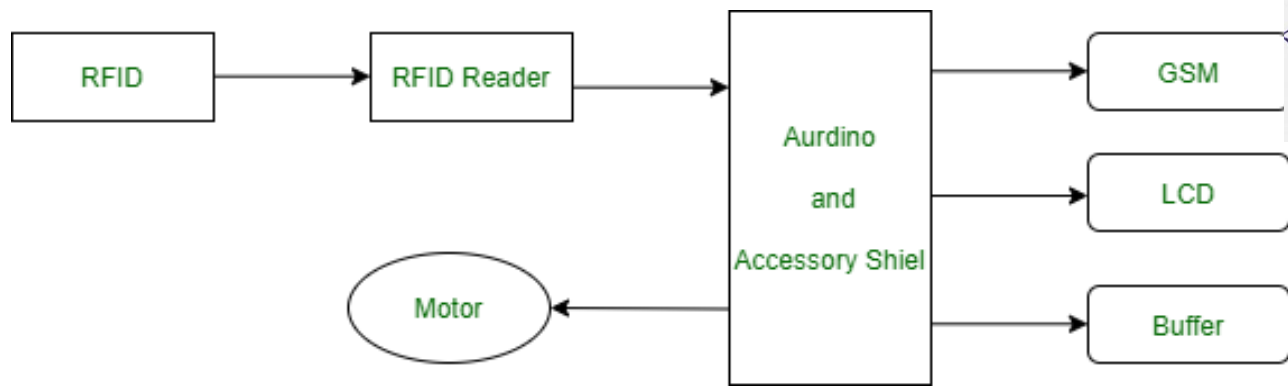 RFID
RFID Reader
Aurdino
and
Accessory Shiel
GSM
LCD
Buffer
Motor